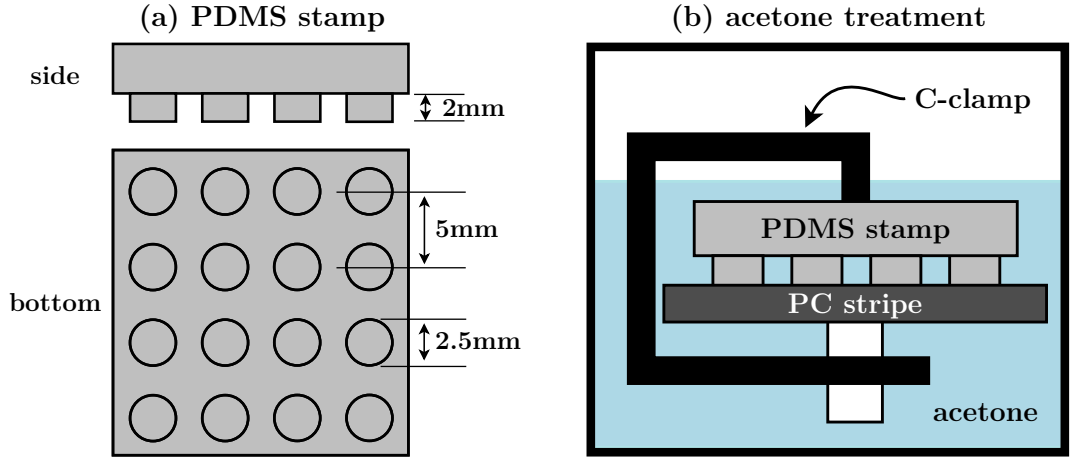 (a) PDMS stamp
side
2mm
5mm
bottom
2.5mm
(b) acetone treatment
C-clamp
PDMS stamp
PC stripe
acetone